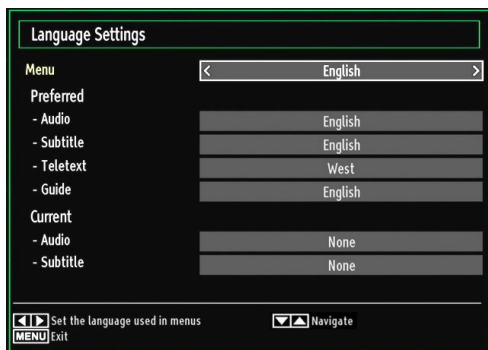 Language Settings
Menu < English >
Preferred
- Audio English
- Subtitle English
- Teletext West
- Guide English
Current
- Audio None
- Subtitle None
Set the language used in menus Navigate
MENU Exit